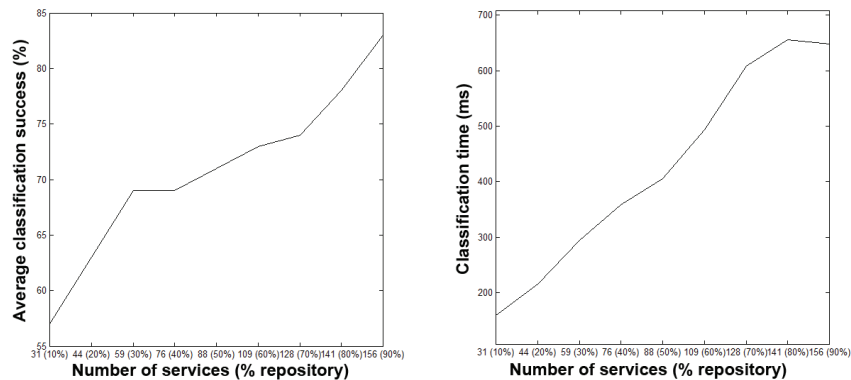 85
80
75
70
65
60
55
Average classification success (%)
31 (10%) 44 (20%) 59 (30%) 76 (40%) 88 (50%) 109 (60%) 128 (70%) 141 (80%) 156 (90%)
Number of services (% repository)
700
600
500
400
300
200
Classification time (ms)
31 (10%) 44 (20%) 59 (30%) 76 (40%) 88 (50%) 109 (60%) 128 (70%) 141 (80%) 156 (90%)
Number of services (% repository)